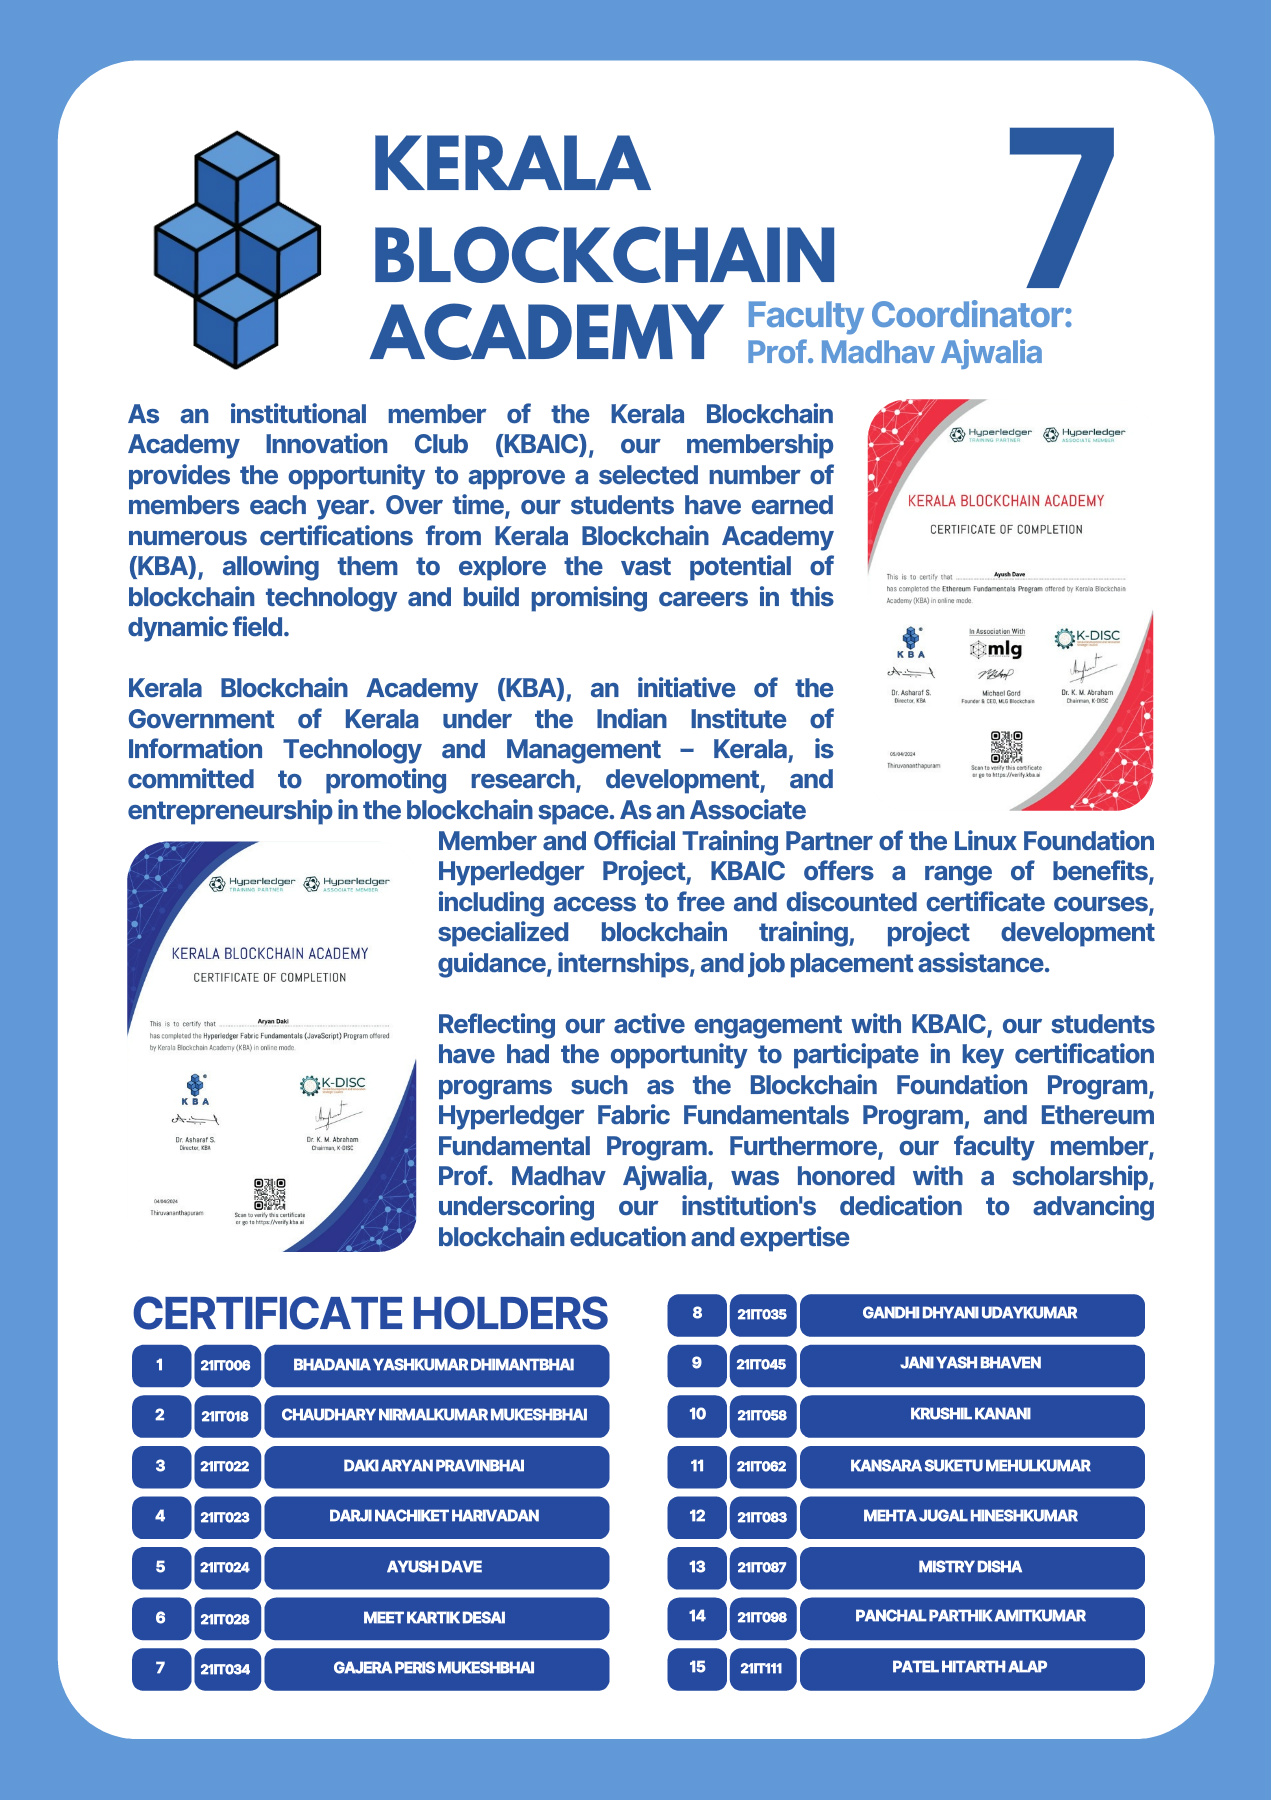 KERALA
BLOCKCHAIN
ACADEMY
7
Faculty Coordinator:
Prof. Madhav Ajwalia
As an institutional member of the Kerala Blockchain
Academy Innovation Club (KBAIC), our membership
provides the opportunity to approve a selected number of
members each year. Over time, our students have earned
numerous certifications from Kerala Blockchain Academy
(KBA), allowing them to explore the vast potential of
blockchain technology and build promising careers in this
dynamic field.
Kerala Blockchain Academy (KBA), an initiative of the
Government of Kerala under the Indian Institute of
Information Technology and Management – Kerala, is
committed to promoting research, development, and
entrepreneurship in the blockchain space. As an Associate
Member and Official Training Partner of the Linux Foundation
Hyperledger Project, KBAIC offers a range of benefits,
including access to free and discounted certificate courses,
specialized blockchain training, project development
guidance, internships, and job placement assistance.
Reflecting our active engagement with KBAIC, our students
have had the opportunity to participate in key certification
programs such as the Blockchain Foundation Program,
Hyperledger Fabric Fundamentals Program, and Ethereum
Fundamental Program. Furthermore, our faculty member,
Prof. Madhav Ajwalia, was honored with a scholarship,
underscoring our institution's dedication to advancing
blockchain education and expertise
Hyperledger Hyperledger
TRAINING PARTNER ASSOCIATE MEMBER
KERALA BLOCKCHAIN ACADEMY
CERTIFICATE OF COMPLETION
This is to certify that Ayush Dave
has completed the Ethereum Fundamentals Program offered by Kerala Blockchain
Academy (KBA) in online mode.
KBA
In Association With
mlg
K-DISC
Dr. Asharaf S. Michael Gord Dr. K. M. Abraham
Director, KBA Founder & CEO, MLG Blockchain Chairman, K-DISC
05/04/2024
Thiruvananthapuram
Scan to verify this certificate
or go to https://verify.kba.ai
Hyperledger Hyperledger
TRAINING PARTNER ASSOCIATE MEMBER
KERALA BLOCKCHAIN ACADEMY
CERTIFICATE OF COMPLETION
This is to certify that Aryan Daki
has completed the Hyperledger Fabric Fundamentals (JavaScript) Program offered
by Kerala Blockchain Academy (KBA) in online mode.
KBA K-DISC
Dr. Asharaf S. Dr. K. M. Abraham
Director, KBA Chairman, K-DISC
04/04/2024
Thiruvananthapuram
Scan to verify this certificate
or go to https://verify.kba.ai
CERTIFICATE HOLDERS
1 21IT006 BHADANIA YASHKUMAR DHIMANTBHAI
2 21IT018 CHAUDHARY NIRMALKUMAR MUKESHBHAI
3 21IT022 DAKI ARYAN PRAVINBHAI
4 21IT023 DARJI NACHIKET HARIVADAN
5 21IT024 AYUSH DAVE
6 21IT028 MEET KARTIK DESAI
7 21IT034 GAJERA PERIS MUKESHBHAI
8 21IT035 GANDHI DHYANI UDAYKUMAR
9 21IT045 JANI YASH BHAVEN
10 21IT058 KRUSHIL KANANI
11 21IT062 KANSARA SUKETU MEHULKUMAR
12 21IT083 MEHTA JUGAL HINESHKUMAR
13 21IT087 MISTRY DISHA
14 21IT098 PANCHAL PARTHIK AMITKUMAR
15 21IT111 PATEL HITARTH ALAP